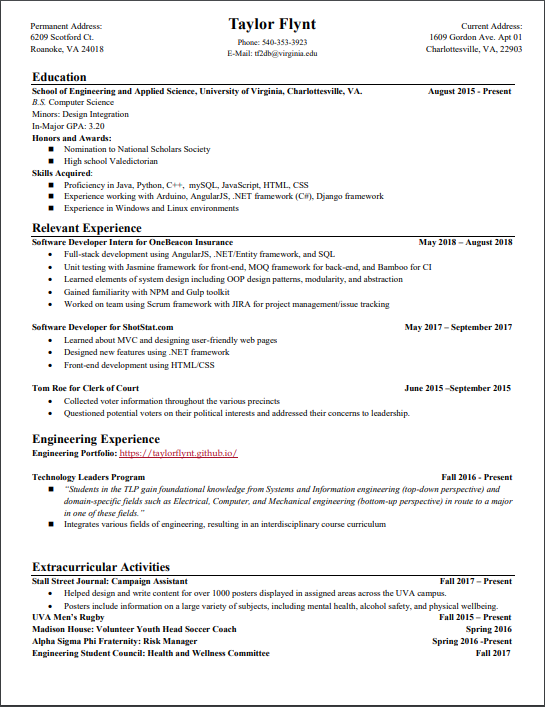 Taylor Flynt
Permanent Address:
6209 Scotford Ct.
Roanoke, VA 24018
Phone: 540-353-3923
E-Mail: tf2db@virginia.edu
Current Address:
1609 Gordon Ave. Apt 01
Charlottesville, VA, 22903
Education
School of Engineering and Applied Science, University of Virginia, Charlottesville, VA. August 2015 - Present
B.S. Computer Science
Minors: Design Integration
In-Major GPA: 3.20
Honors and Awards:
■ Nomination to National Scholars Society
■ High school Valedictorian
Skills Acquired:
■ Proficiency in Java, Python, C++, mySQL, JavaScript, HTML, CSS
■ Experience working with Arduino, AngularJS, .NET framework (C#), Django framework
■ Experience in Windows and Linux environments
Relevant Experience
Software Developer Intern for OneBeacon Insurance May 2018 – August 2018
• Full-stack development using AngularJS, .NET/Entity framework, and SQL
• Unit testing with Jasmine framework for front-end, MOQ framework for back-end, and Bamboo for CI
• Learned elements of system design including OOP design patterns, modularity, and abstraction
• Gained familiarity with NPM and Gulp toolkit
• Worked on team using Scrum framework with JIRA for project management/issue tracking
Software Developer for ShotStat.com May 2017 – September 2017
• Learned about MVC and designing user-friendly web pages
• Designed new features using .NET framework
• Front-end development using HTML/CSS
Tom Roe for Clerk of Court June 2015 –September 2015
• Collected voter information throughout the various precincts
• Questioned potential voters on their political interests and addressed their concerns to leadership.
Engineering Experience
Engineering Portfolio: https://taylorflynt.github.io/
Technology Leaders Program Fall 2016 - Present
■ “Students in the TLP gain foundational knowledge from Systems and Information engineering (top-down perspective) and
domain-specific fields such as Electrical, Computer, and Mechanical engineering (bottom-up perspective) in route to a major
in one of these fields.”
■ Integrates various fields of engineering, resulting in an interdisciplinary course curriculum
Extracurricular Activities
Stall Street Journal: Campaign Assistant Fall 2017 – Present
• Helped design and write content for over 1000 posters displayed in assigned areas across the UVA campus.
• Posters include information on a large variety of subjects, including mental health, alcohol safety, and physical wellbeing.
UVA Men's Rugby Fall 2015 – Present
Madison House: Volunteer Youth Head Soccer Coach Spring 2016
Alpha Sigma Phi Fraternity: Risk Manager Spring 2016 -Present
Engineering Student Council: Health and Wellness Committee Fall 2017